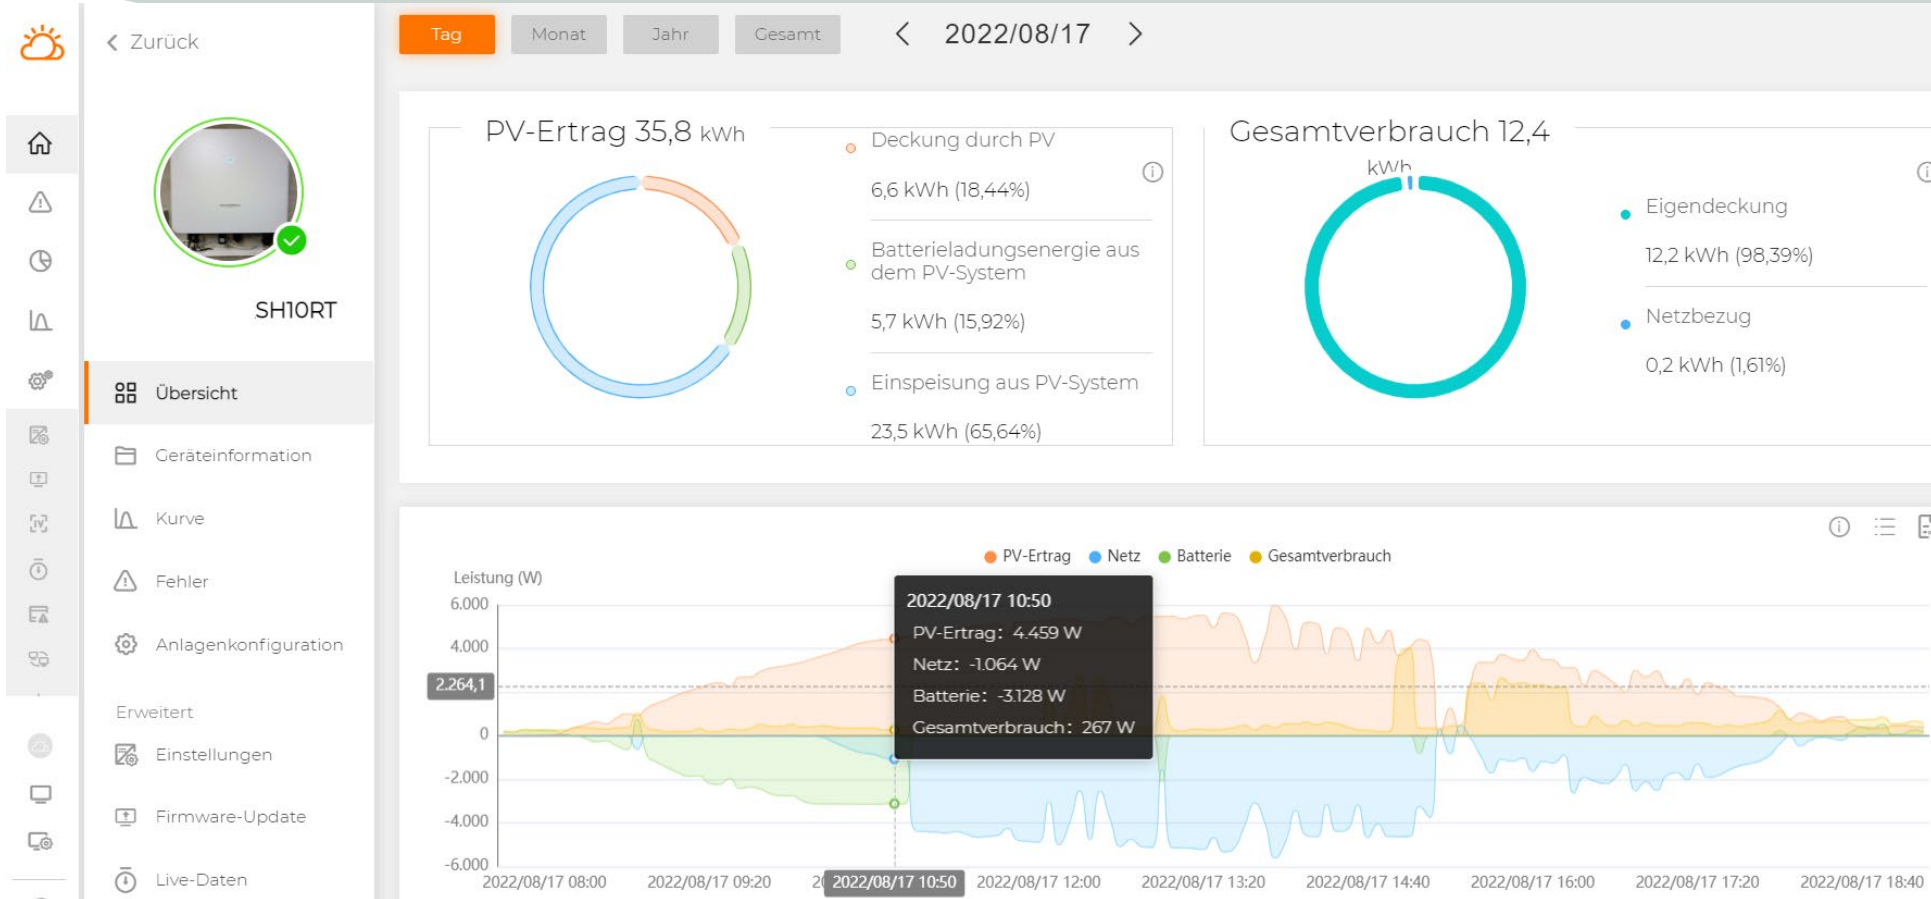 Zurück
Tag
Monat
Jahr
Gesamt
2022/08/17
SH10RT
Übersicht
Geräteinformation
Kurve
Fehler
Anlagenkonfiguration
Erweitert
Einstellungen
Firmware-Update
Live-Daten
PV-Ertrag 35,8 kWh
Deckung durch PV
6,6 kWh (18,44%)
Batterieladungsenergie aus
dem PV-System
5,7 kWh (15,92%)
Einspeisung aus PV-System
23,5 kWh (65,64%)
Gesamtverbrauch 12,4
kWh
Eigendeckung
12,2 kWh (98,39%)
Netzbezug
0,2 kWh (1,61%)
PV-Ertrag
Netz
Batterie
Gesamtverbrauch
Leistung (W)
6.000
4.000
2.264,1
0
-2.000
-4.000
-6.000
2022/08/17 10:50
PV-Ertrag: 4.459 W
Netz: -1.064 W
Batterie: -3.128 W
Gesamtverbrauch: 267 W
2022/08/17 08:00
2022/08/17 09:20
2022/08/17 10:50
2022/08/17 12:00
2022/08/17 13:20
2022/08/17 14:40
2022/08/17 16:00
2022/08/17 17:20
2022/08/17 18:40